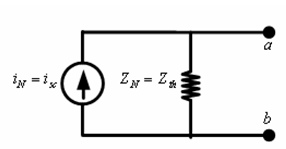 a
i_N = i_sc
Z_N = Z_th
b